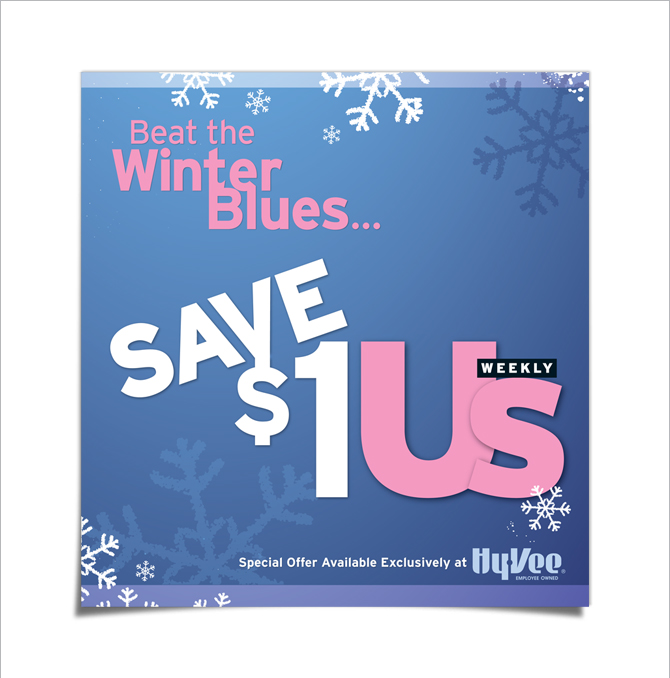 Beat the
Winter
Blues...
SAVE
$1
Us
WEEKLY
Special Offer Available Exclusively at HyVee®
EMPLOYEE OWNED